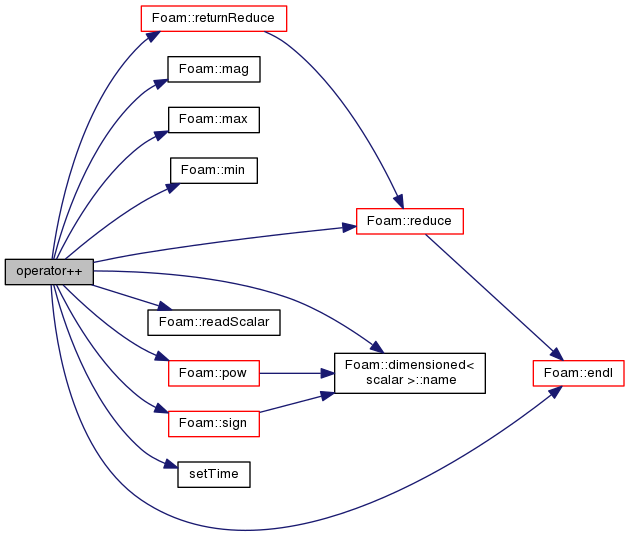 Foam::returnReduce
Foam::mag
Foam::max
Foam::min
Foam::reduce
operator++
Foam::readScalar
Foam::dimensioned<
scalar >::name
Foam::pow
Foam::endl
Foam::sign
setTime